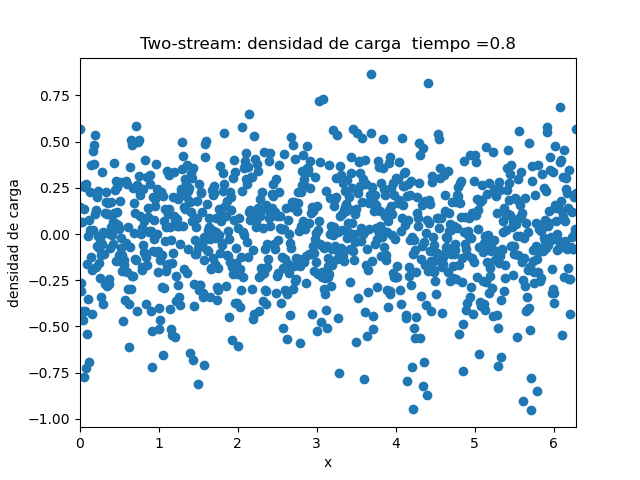 Two-stream: densidad de carga  tiempo =0.8
densidad de carga
0.75
0.50
0.25
0.00
−0.25
−0.50
−0.75
−1.00
0 1 2 3 4 5 6
x